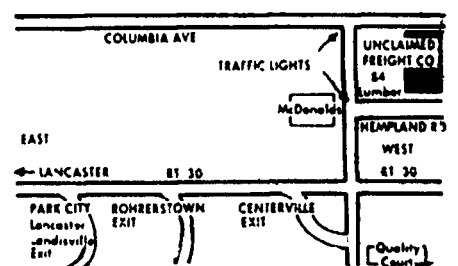 COLUMBIA AVE
UNCLAIMED
FREIGHT CO
84
Lumber
TRAFFIC LIGHTS
McDonalds
HEMPLAND RD
EAST
WEST
← LANCASTER
RT 30
RT 30
PARK CITY
Lancaster
Landisville
Exit
ROHRERSTOWN
EXIT
CENTERVILLE
EXIT
Quality
Court